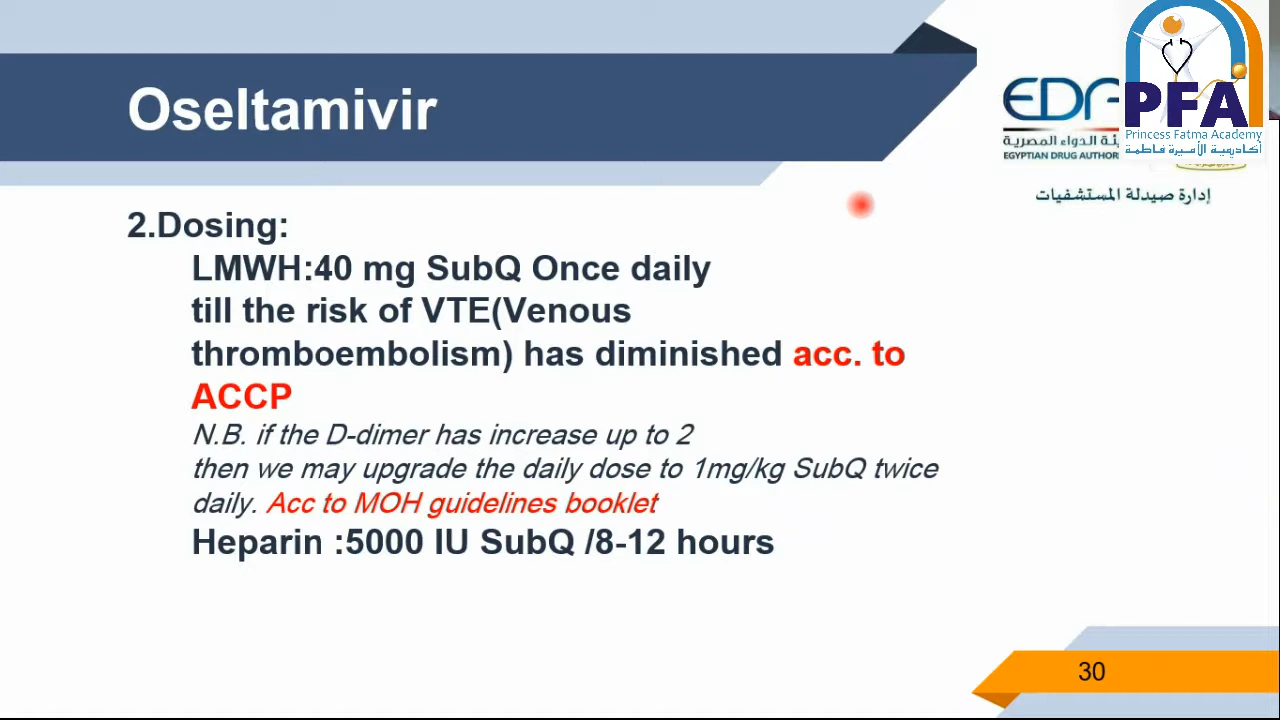 Oseltamivir
EDA
PFA
Princess Fatma Academy
أكاديمية الأميرة فاطمة
هيئة الدواء المصرية
EGYPTIAN DRUG AUTHOR
إدارة صيدلة المستشفيات
2.Dosing:
LMWH:40 mg SubQ Once daily
till the risk of VTE(Venous
thromboembolism) has diminished acc. to
ACCP
N.B. if the D-dimer has increase up to 2
then we may upgrade the daily dose to 1mg/kg SubQ twice
daily. Acc to MOH guidelines booklet
Heparin :5000 IU SubQ /8-12 hours
30